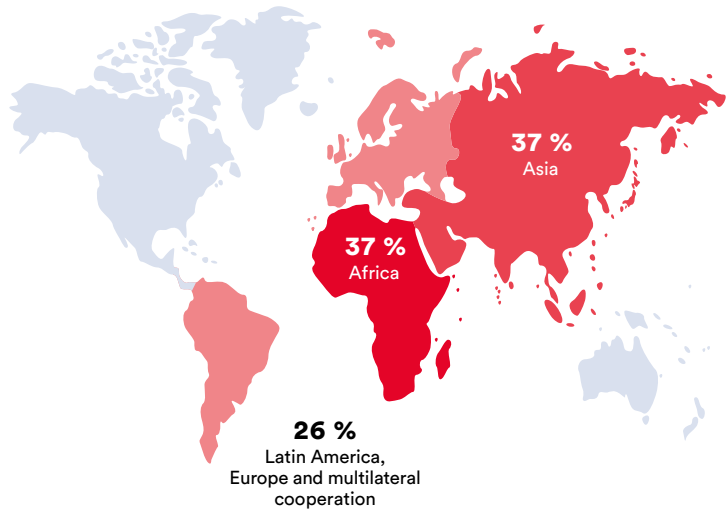 37 %
Asia
37 %
Africa
26 %
Latin America,
Europe and multilateral
cooperation